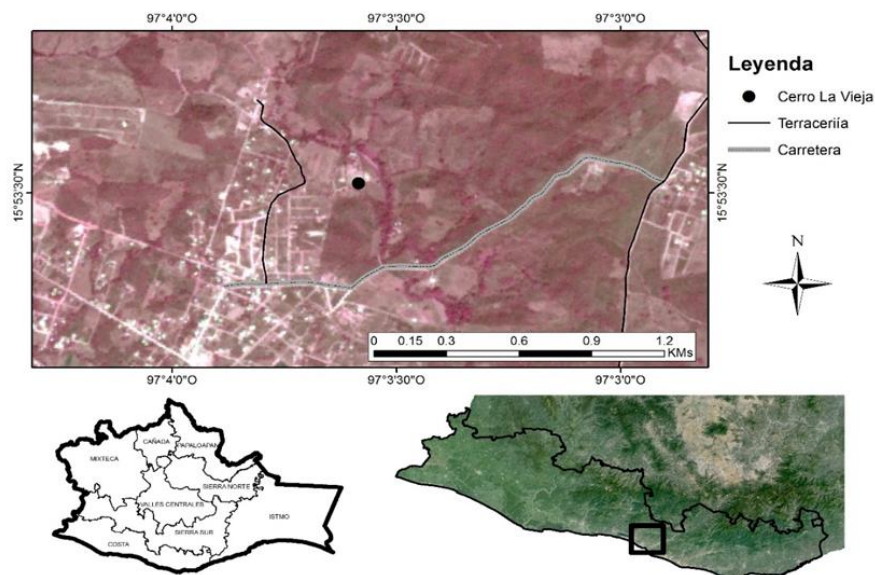 97°4'0"O 97°3'30"O 97°3'0"O
Leyenda
Cerro La Vieja
Terraceriía
Carretera
15°53'30"N
15°53'30"N
N
0 0.15 0.3 0.6 0.9 1.2
KMs
97°4'0"O 97°3'30"O 97°3'0"O
CAÑADA
PAPALOAPAN
MIXTECA
SIERRA NORTE
VALLES CENTRALES
ISTMO
SIERRA SUR
COSTA